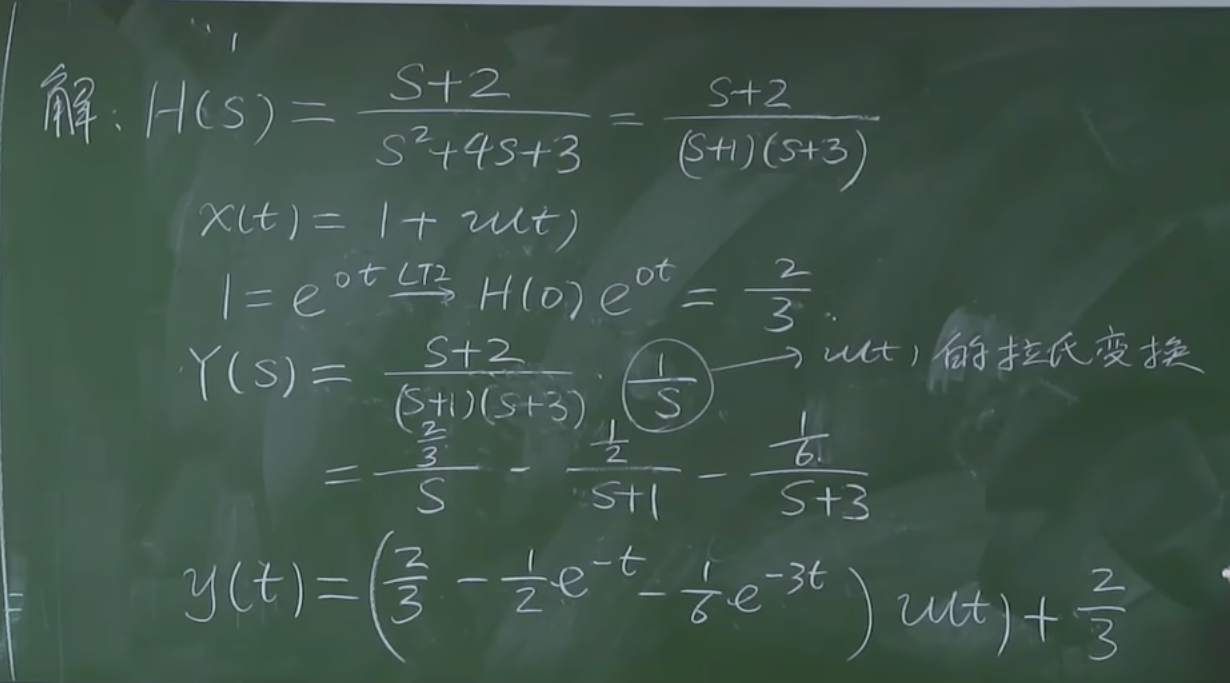 解: H(S) = \frac{S+2}{S^2+4S+3} = \frac{S+2}{(S+1)(S+3)}
x(t) = 1 + u(t)
1 = e^{0t} \xrightarrow{LTI} H(0) e^{0t} = \frac{2}{3}.
Y(S) = \frac{S+2}{(S+1)(S+3)} \cdot \frac{1}{S} → u(t) 的拉氏变换
= \frac{\frac{2}{3}}{S} - \frac{\frac{1}{2}}{S+1} - \frac{\frac{1}{6}}{S+3}
y(t) = (\frac{2}{3} - \frac{1}{2}e^{-t} - \frac{1}{6}e^{-3t}) u(t) + \frac{2}{3}